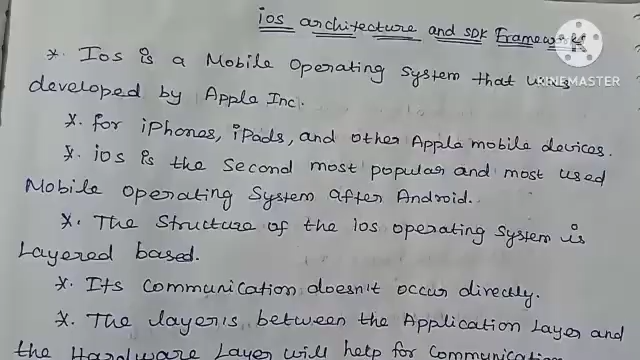 ios architecture and SDK Frameworks
KINEMASTER
*. Ios is a Mobile Operating System that was
developed by Apple Inc.
*. for iphones, ipads, and other Apple mobile devices.
*. ios is the Second most popular and most used
Mobile Operating System after Android.
*. The Structure of the ios operating System is
Layered based.
*. Its Communication doesn't occur directly.
*. The layer's between the Application Layer and
the Hardware Layer will help for Communication